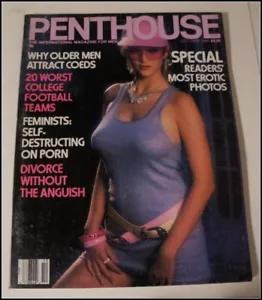 PENTHOUSE
THE INTERNATIONAL MAGAZINE FOR MEN
WHY OLDER MEN
ATTRACT COEDS
20 WORST
COLLEGE
FOOTBALL
TEAMS
FEMINISTS:
SELF-
DESTRUCTING
ON PORN
DIVORCE
WITHOUT
THE ANGUISH
SPECIAL
READERS'
MOST EROTIC
PHOTOS